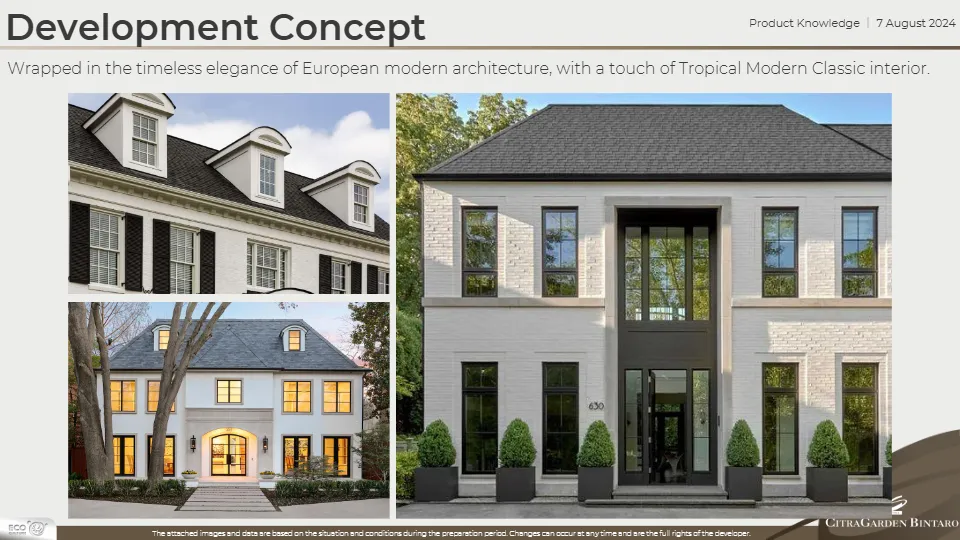 Development Concept
Product Knowledge | 7 August 2024
Wrapped in the timeless elegance of European modern architecture, with a touch of Tropical Modern Classic interior.
630
ECO
CITRAGARDEN BINTARO
The attached images and data are based on the situation and conditions during the preparation period. Changes can occur at any time and are the full rights of the developer.